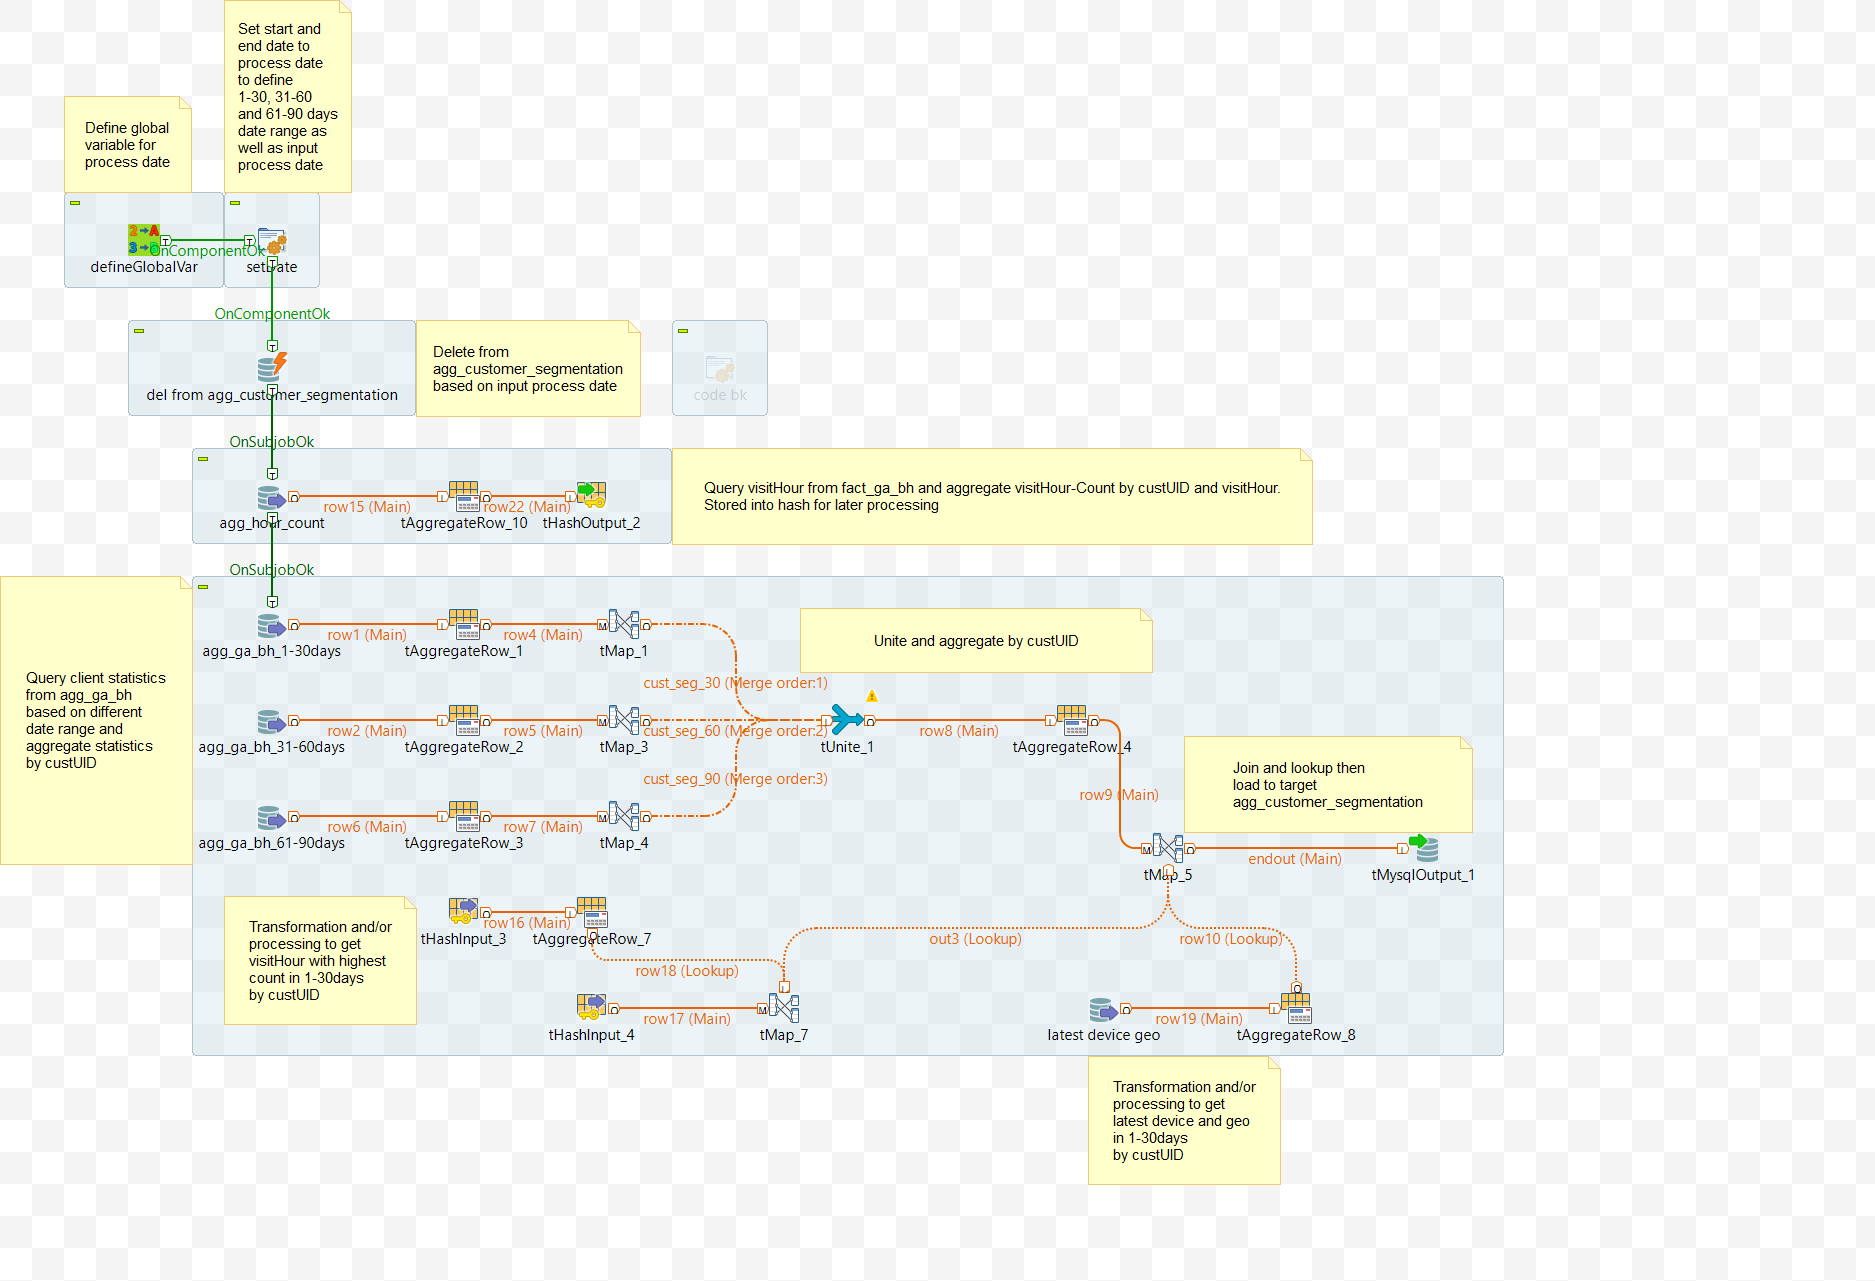 Set start and
end date to
process date
to define
1-30, 31-60
and 61-90 days
date range as
well as input
process date
Define global
variable for
process date
2 → A
3 →
OnComponentOk
defineGlobalVar
setDate
OnComponentOk
del from agg_customer_segmentation
Delete from
agg_customer_segmentation
based on input process date
code bk
OnSubjobOk
row15 (Main)
row22 (Main)
agg_hour_count
tAggregateRow_10
tHashOutput_2
Query visitHour from fact_ga_bh and aggregate visitHour-Count by custUID and visitHour.
Stored into hash for later processing
OnSubjobOk
Query client statistics
from agg_ga_bh
based on different
date range and
aggregate statistics
by custUID
row1 (Main)
row4 (Main)
agg_ga_bh_1-30days
tAggregateRow_1
tMap_1
Unite and aggregate by custUID
cust_seg_30 (Merge order:1)
row2 (Main)
row5 (Main)
cust_seg_60 (Merge order:2)
row8 (Main)
agg_ga_bh_31-60days
tAggregateRow_2
tMap_3
tUnite_1
tAggregateRow_4
cust_seg_90 (Merge order:3)
row9 (Main)
Join and lookup then
load to target
agg_customer_segmentation
row6 (Main)
row7 (Main)
agg_ga_bh_61-90days
tAggregateRow_3
tMap_4
endout (Main)
tMap_5
tMysqlOutput_1
Transformation and/or
processing to get
visitHour with highest
count in 1-30days
by custUID
row16 (Main)
tHashInput_3
tAggregateRow_7
out3 (Lookup)
row10 (Lookup)
row18 (Lookup)
row17 (Main)
row19 (Main)
tHashInput_4
tMap_7
latest device geo
tAggregateRow_8
Transformation and/or
processing to get
latest device and geo
in 1-30days
by custUID